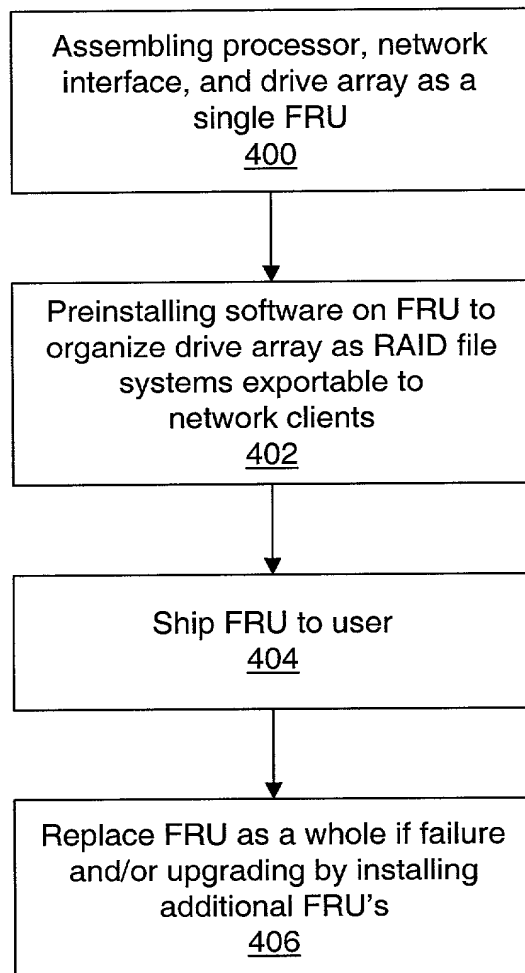 Assembling processor, network
interface, and drive array as a
single FRU
400
Preinstalling software on FRU to
organize drive array as RAID file
systems exportable to
network clients
402
Ship FRU to user
404
Replace FRU as a whole if failure
and/or upgrading by installing
additional FRU's
406